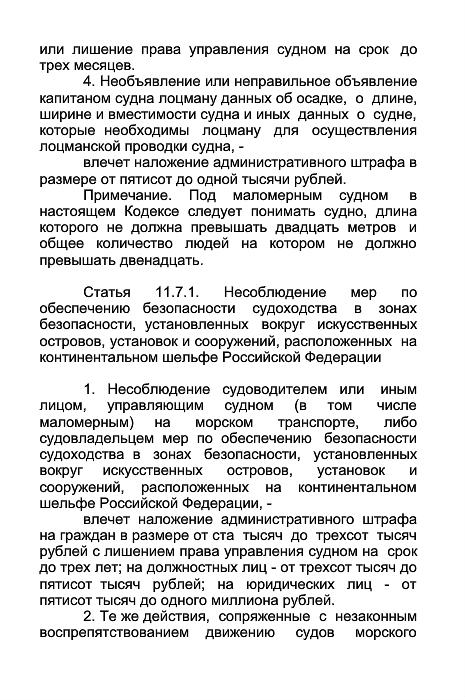 или лишение права управления судном на срок до
трех месяцев.
4. Необъявление или неправильное объявление
капитаном судна лоцману данных об осадке, о длине,
ширине и вместимости судна и иных данных о судне,
которые необходимы лоцману для осуществления
лоцманской проводки судна, -
влечет наложение административного штрафа в
размере от пятисот до одной тысячи рублей.
Примечание. Под маломерным судном в
настоящем Кодексе следует понимать судно, длина
которого не должна превышать двадцать метров и
общее количество людей на котором не должно
превышать двенадцать.
Статья 11.7.1. Несоблюдение мер по
обеспечению безопасности судоходства в зонах
безопасности, установленных вокруг искусственных
островов, установок и сооружений, расположенных на
континентальном шельфе Российской Федерации
1. Несоблюдение судоводителем или иным
лицом, управляющим судном (в том числе
маломерным) на морском транспорте, либо
судовладельцем мер по обеспечению безопасности
судоходства в зонах безопасности, установленных
вокруг искусственных островов, установок и
сооружений, расположенных на континентальном
шельфе Российской Федерации, -
влечет наложение административного штрафа
на граждан в размере от ста тысяч до трехсот тысяч
рублей с лишением права управления судном на срок
до трех лет; на должностных лиц - от трехсот тысяч до
пятисот тысяч рублей; на юридических лиц - от
пятисот тысяч до одного миллиона рублей.
2. Те же действия, сопряженные с незаконным
воспрепятствованием движению судов морского